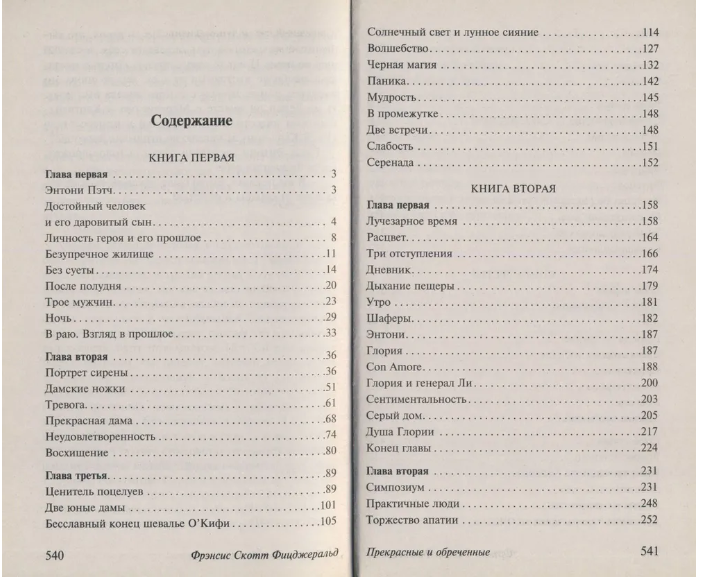 Содержание
КНИГА ПЕРВАЯ
Глава первая . . . . . . . . . . . . . . . . . . . . . . . . . . . . 3
Энтони Пэтч. . . . . . . . . . . . . . . . . . . . . . . . . . . . 3
Достойный человек
и его даровитый сын. . . . . . . . . . . . . . . . . . . . . . . 4
Личность героя и его прошлое . . . . . . . . . . . . . . . . 8
Безупречное жилище . . . . . . . . . . . . . . . . . . . . . . 11
Без суеты . . . . . . . . . . . . . . . . . . . . . . . . . . . . . 14
После полудня . . . . . . . . . . . . . . . . . . . . . . . . . . 20
Трое мужчин. . . . . . . . . . . . . . . . . . . . . . . . . . . 23
Ночь . . . . . . . . . . . . . . . . . . . . . . . . . . . . . . . . 29
В раю. Взгляд в прошлое . . . . . . . . . . . . . . . . . . . 33
Глава вторая . . . . . . . . . . . . . . . . . . . . . . . . . . . 36
Портрет сирены . . . . . . . . . . . . . . . . . . . . . . . . . 36
Дамские ножки . . . . . . . . . . . . . . . . . . . . . . . . . 51
Тревога. . . . . . . . . . . . . . . . . . . . . . . . . . . . . . . 61
Прекрасная дама . . . . . . . . . . . . . . . . . . . . . . . . 68
Неудовлетворенность . . . . . . . . . . . . . . . . . . . . . 74
Восхищение . . . . . . . . . . . . . . . . . . . . . . . . . . . 80
Глава третья. . . . . . . . . . . . . . . . . . . . . . . . . . . 89
Ценитель поцелуев . . . . . . . . . . . . . . . . . . . . . . 89
Две юные дамы . . . . . . . . . . . . . . . . . . . . . . . . 101
Бесславный конец шевалье О'Кифи . . . . . . . . . . . 105
540 Фрэнсис Скотт Фицджеральд
Солнечный свет и лунное сияние . . . . . . . . . . . . . 114
Волшебство. . . . . . . . . . . . . . . . . . . . . . . . . . . . 127
Черная магия . . . . . . . . . . . . . . . . . . . . . . . . . . 132
Паника. . . . . . . . . . . . . . . . . . . . . . . . . . . . . . . 142
Мудрость. . . . . . . . . . . . . . . . . . . . . . . . . . . . . 145
В промежутке . . . . . . . . . . . . . . . . . . . . . . . . . . 148
Две встречи . . . . . . . . . . . . . . . . . . . . . . . . . . . 148
Слабость . . . . . . . . . . . . . . . . . . . . . . . . . . . . . 151
Серенада . . . . . . . . . . . . . . . . . . . . . . . . . . . . . 152
КНИГА ВТОРАЯ
Глава первая . . . . . . . . . . . . . . . . . . . . . . . . . . 158
Лучезарное время . . . . . . . . . . . . . . . . . . . . . . . 158
Расцвет. . . . . . . . . . . . . . . . . . . . . . . . . . . . . . . 164
Три отступления . . . . . . . . . . . . . . . . . . . . . . . . 166
Дневник. . . . . . . . . . . . . . . . . . . . . . . . . . . . . . 174
Дыхание пещеры . . . . . . . . . . . . . . . . . . . . . . . 179
Утро . . . . . . . . . . . . . . . . . . . . . . . . . . . . . . . . 181
Шаферы. . . . . . . . . . . . . . . . . . . . . . . . . . . . . . 182
Энтони . . . . . . . . . . . . . . . . . . . . . . . . . . . . . . 187
Глория . . . . . . . . . . . . . . . . . . . . . . . . . . . . . . 187
Con Amore. . . . . . . . . . . . . . . . . . . . . . . . . . . . 188
Глория и генерал Ли. . . . . . . . . . . . . . . . . . . . . 200
Сентиментальность . . . . . . . . . . . . . . . . . . . . . . 203
Серый дом. . . . . . . . . . . . . . . . . . . . . . . . . . . . 205
Душа Глории . . . . . . . . . . . . . . . . . . . . . . . . . . 217
Конец главы . . . . . . . . . . . . . . . . . . . . . . . . . . 224
Глава вторая . . . . . . . . . . . . . . . . . . . . . . . . . . 231
Симпозиум . . . . . . . . . . . . . . . . . . . . . . . . . . . 231
Практичные люди . . . . . . . . . . . . . . . . . . . . . . . 248
Торжество апатии . . . . . . . . . . . . . . . . . . . . . . . 252
Прекрасные и обреченные 541